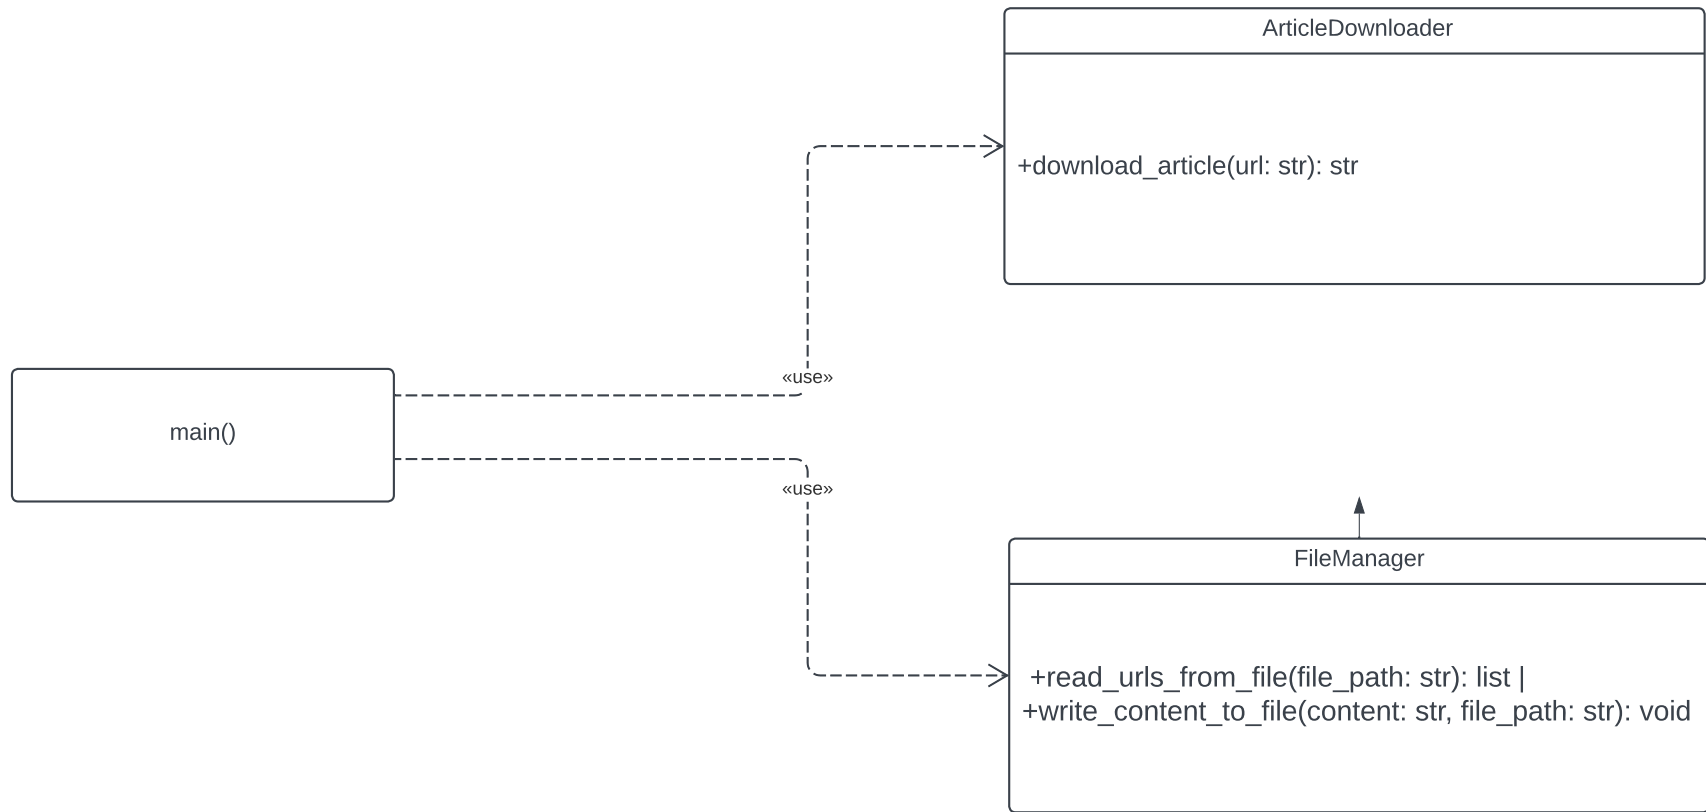 ArticleDownloader
+download_article(url: str): str
«use»
main()
«use»
FileManager
+read_urls_from_file(file_path: str): list |
+write_content_to_file(content: str, file_path: str): void